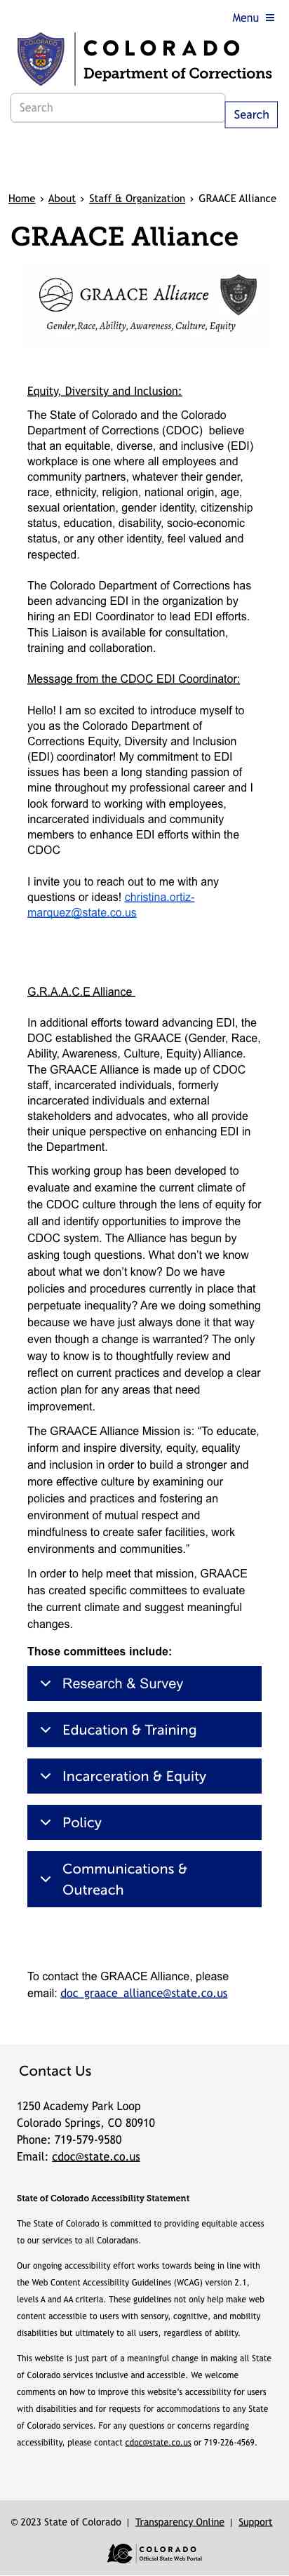 Menu
COLORADO
Department of Corrections
Search
Search
Home › About › Staff & Organization › GRAACE Alliance
GRAACE Alliance
GRAACE Alliance
Gender,Race, Ability, Awareness, Culture, Equity
Equity, Diversity and Inclusion:
The State of Colorado and the Colorado
Department of Corrections (CDOC) believe
that an equitable, diverse, and inclusive (EDI)
workplace is one where all employees and
community partners, whatever their gender,
race, ethnicity, religion, national origin, age,
sexual orientation, gender identity, citizenship
status, education, disability, socio-economic
status, or any other identity, feel valued and
respected.
The Colorado Department of Corrections has
been advancing EDI in the organization by
hiring an EDI Coordinator to lead EDI efforts.
This Liaison is available for consultation,
training and collaboration.
Message from the CDOC EDI Coordinator:
Hello! I am so excited to introduce myself to
you as the Colorado Department of
Corrections Equity, Diversity and Inclusion
(EDI) coordinator! My commitment to EDI
issues has been a long standing passion of
mine throughout my professional career and I
look forward to working with employees,
incarcerated individuals and community
members to enhance EDI efforts within the
CDOC
I invite you to reach out to me with any
questions or ideas! christina.ortiz-
marquez@state.co.us
G.R.A.A.C.E Alliance
In additional efforts toward advancing EDI, the
DOC established the GRAACE (Gender, Race,
Ability, Awareness, Culture, Equity) Alliance.
The GRAACE Alliance is made up of CDOC
staff, incarcerated individuals, formerly
incarcerated individuals and external
stakeholders and advocates, who all provide
their unique perspective on enhancing EDI in
the Department.
This working group has been developed to
evaluate and examine the current climate of
the CDOC culture through the lens of equity for
all and identify opportunities to improve the
CDOC system. The Alliance has begun by
asking tough questions. What don't we know
about what we don't know? Do we have
policies and procedures currently in place that
perpetuate inequality? Are we doing something
because we have just always done it that way
even though a change is warranted? The only
way to know is to thoughtfully review and
reflect on current practices and develop a clear
action plan for any areas that need
improvement.
The GRAACE Alliance Mission is: “To educate,
inform and inspire diversity, equity, equality
and inclusion in order to build a stronger and
more effective culture by examining our
policies and practices and fostering an
environment of mutual respect and
mindfulness to create safer facilities, work
environments and communities.”
In order to help meet that mission, GRAACE
has created specific committees to evaluate
the current climate and suggest meaningful
changes.
Those committees include:
Research & Survey
Education & Training
Incarceration & Equity
Policy
Communications &
Outreach
To contact the GRAACE Alliance, please
email: doc_graace_alliance@state.co.us
Contact Us
1250 Academy Park Loop
Colorado Springs, CO 80910
Phone: 719-579-9580
Email: cdoc@state.co.us
State of Colorado Accessibility Statement
The State of Colorado is committed to providing equitable access
to our services to all Coloradans.
Our ongoing accessibility effort works towards being in line with
the Web Content Accessibility Guidelines (WCAG) version 2.1,
levels A and AA criteria. These guidelines not only help make web
content accessible to users with sensory, cognitive, and mobility
disabilities but ultimately to all users, regardless of ability.
This website is just part of a meaningful change in making all State
of Colorado services inclusive and accessible. We welcome
comments on how to improve this website's accessibility for users
with disabilities and for requests for accommodations to any State
of Colorado services. For any questions or concerns regarding
accessibility, please contact cdoc@state.co.us or 719-226-4569.
© 2023 State of Colorado | Transparency Online | Support
COLORADO
Official State Web Portal